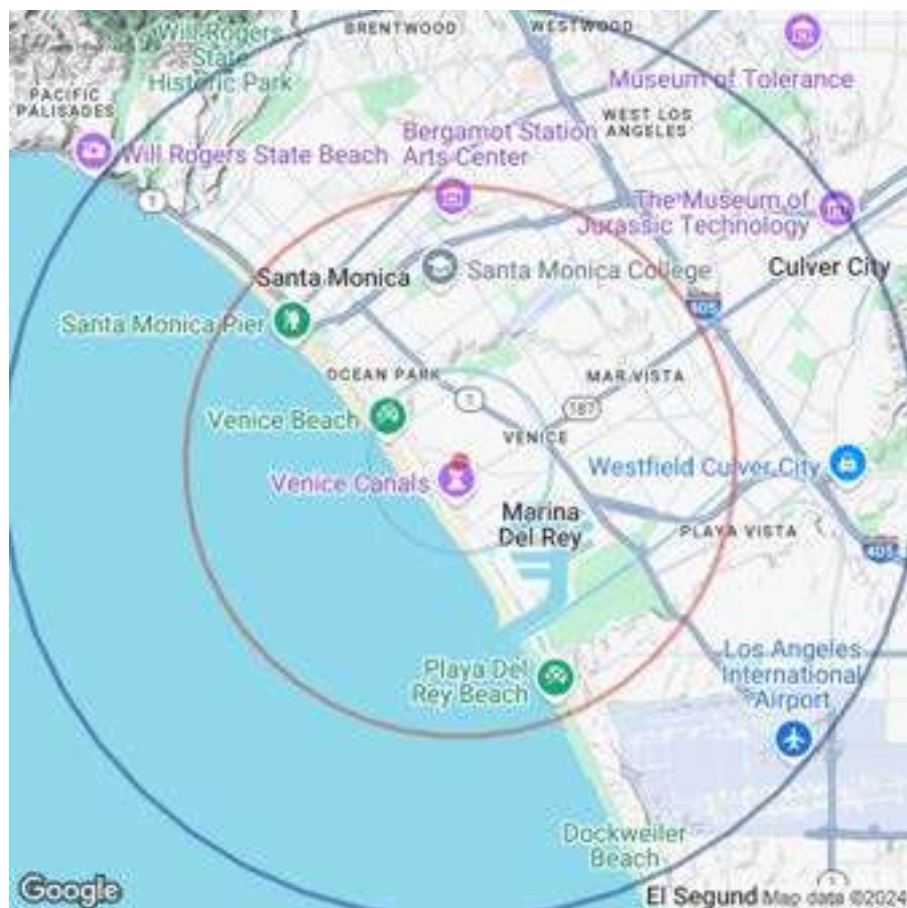 BRENTWOOD
WESTWOOD
Will Rogers
State
Historic Park
Museum of Tolerance
PACIFIC
PALISADES
WEST LOS
ANGELES
Bergamot Station
Arts Center
Will Rogers State Beach
1
The Museum of
Jurassic Technology
Santa Monica
Santa Monica College
Culver City
405
Santa Monica Pier
OCEAN PARK
MAR VISTA
1
187
Venice Beach
VENICE
Westfield Culver City
Venice Canals
Marina
Del Rey
PLAYA VISTA
405
Los Angeles
International
Airport
Playa Del
Rey Beach
Dockweiler
Beach
1
Google
El Segund
Map data ©2024